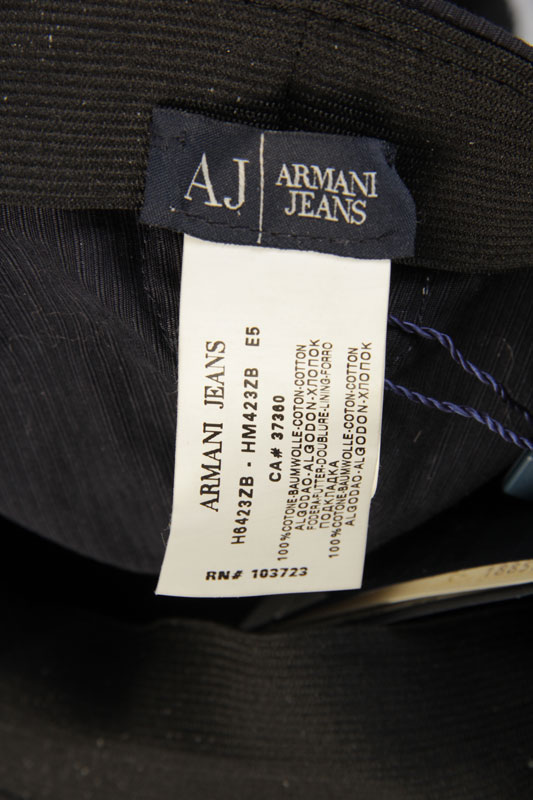 AJ
ARMANI
JEANS
ARMANI JEANS
H6423ZB - HM423ZB E5
CA# 37360
100%COTONE-BAUMWOLLE-COTON-COTTON
ALGODAO-ALGODON-ХЛОПОК
FODERA-FUTTER-DOUBLURE-LINING-FORRO
ПОДКЛАДКА
100%COTONE-BAUMWOLLE-COTON-COTTON
ALGODAO-ALGODON-ХЛОПОК
RN# 103723